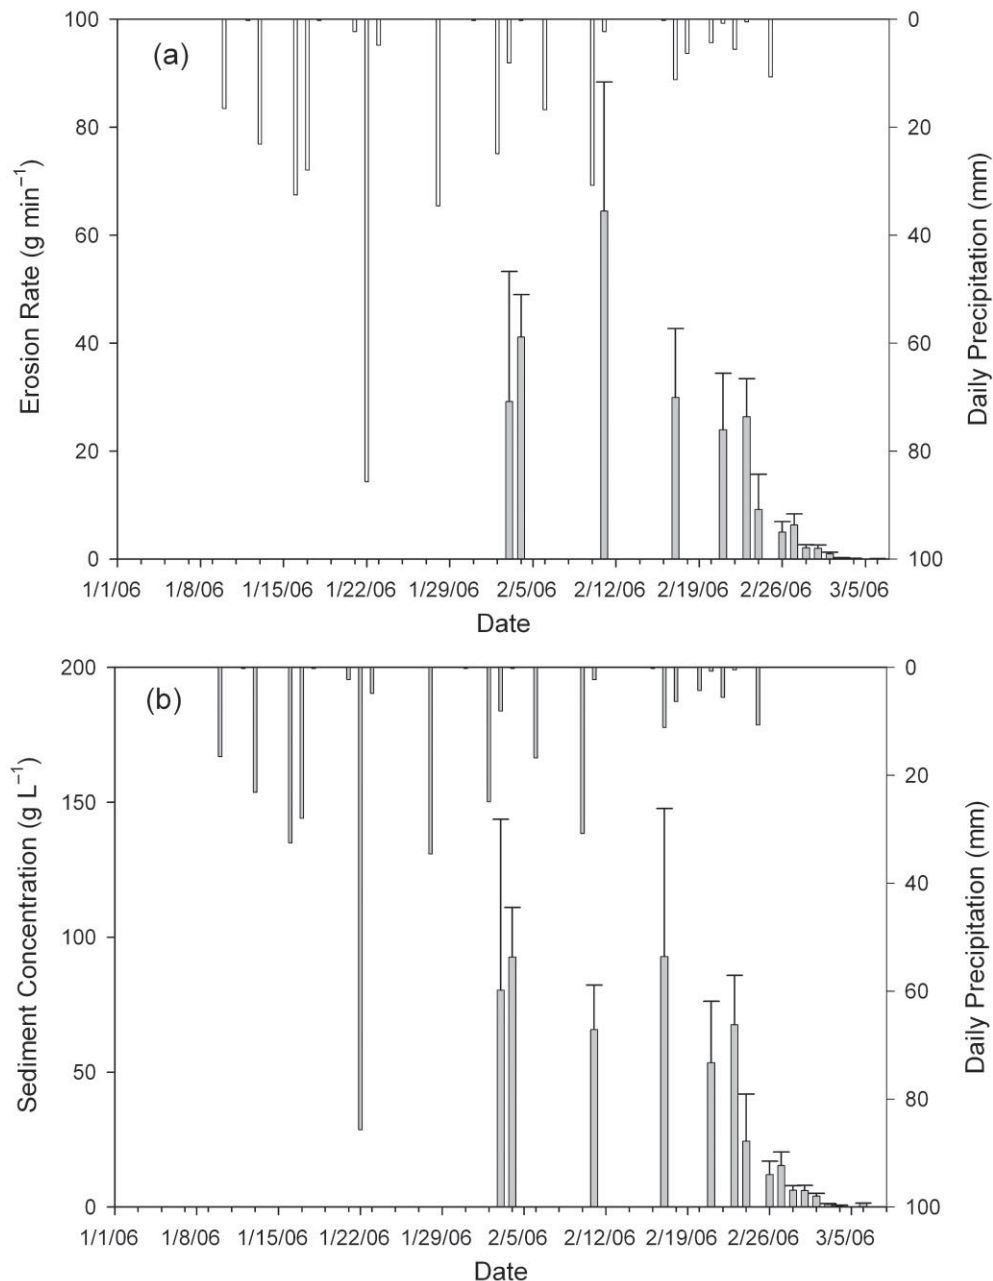 (a)
Erosion Rate (g min⁻¹)
100
80
60
40
20
0
0
20
40
60
80
100
Daily Precipitation (mm)
1/1/06 1/8/06 1/15/06 1/22/06 1/29/06 2/5/06 2/12/06 2/19/06 2/26/06 3/5/06
Date
(b)
Sediment Concentration (g L⁻¹)
200
150
100
50
0
0
20
40
60
80
100
Daily Precipitation (mm)
1/1/06 1/8/06 1/15/06 1/22/06 1/29/06 2/5/06 2/12/06 2/19/06 2/26/06 3/5/06
Date